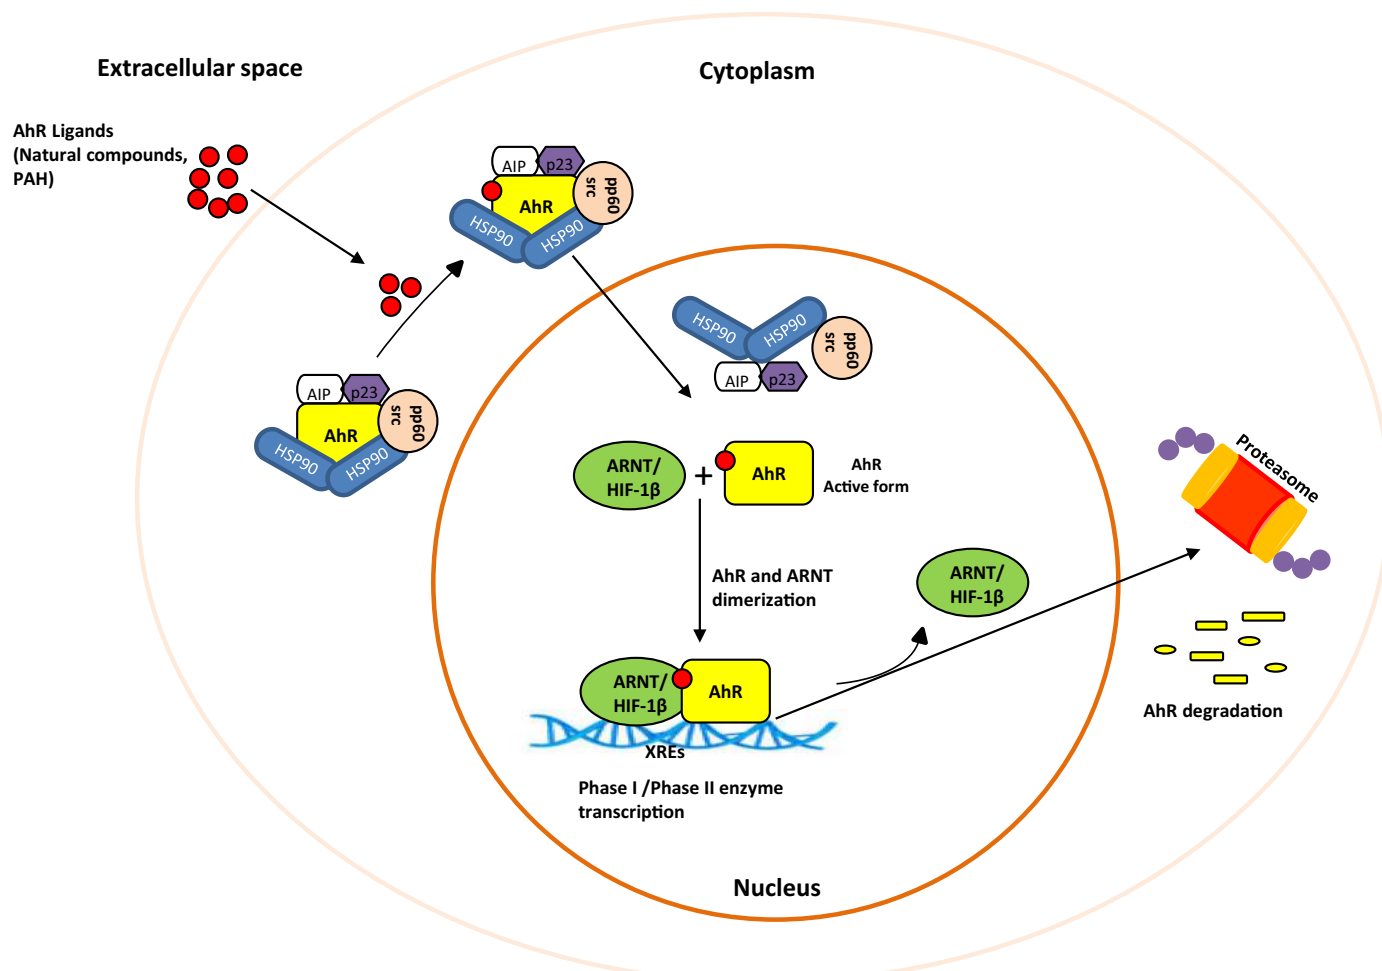 Extracellular space
Cytoplasm
AhR Ligands
(Natural compounds,
PAH)
AIP
p23
pp60
src
AhR
HSP90
HSP90
AIP
p23
pp60
src
AhR
HSP90
HSP90
HSP90
HSP90
pp60
src
AIP
p23
ARNT/
HIF-1β
+
AhR
AhR
Active form
Proteasome
AhR and ARNT
dimerization
ARNT/
HIF-1β
ARNT/
HIF-1β
AhR
XREs
AhR degradation
Phase I /Phase II enzyme
transcription
Nucleus